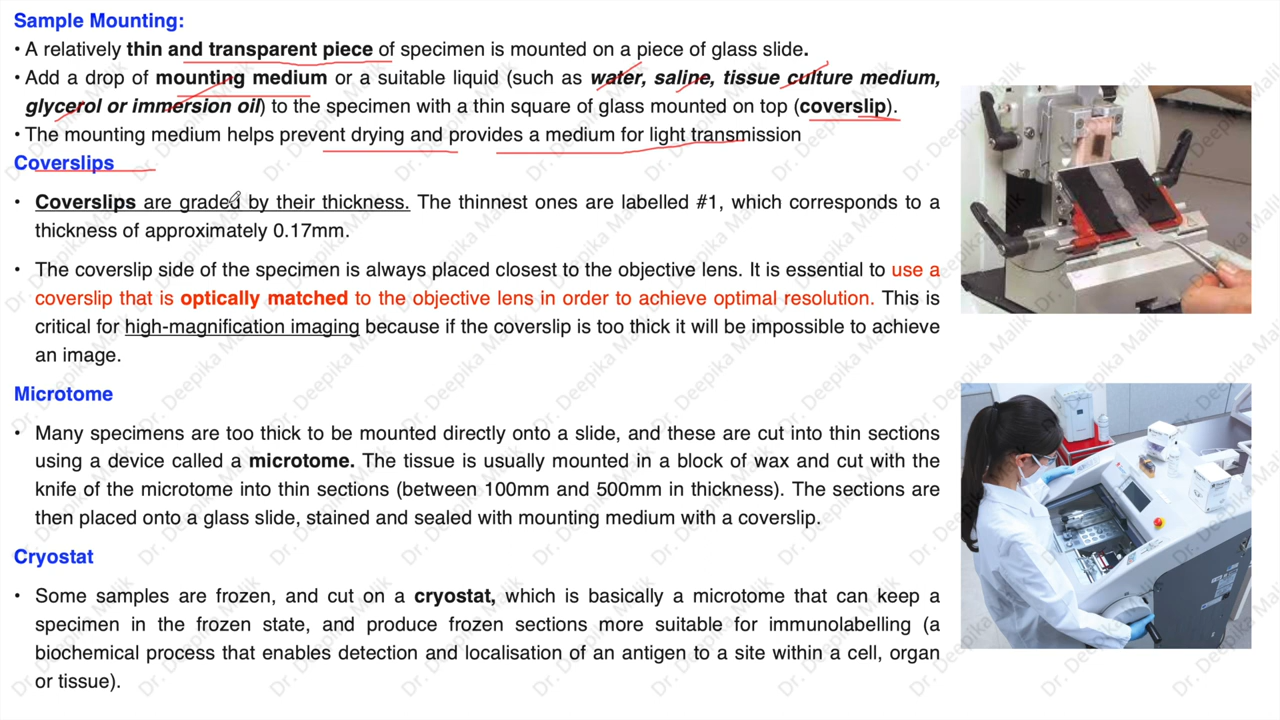 Sample Mounting:
• A relatively thin and transparent piece of specimen is mounted on a piece of glass slide.
• Add a drop of mounting medium or a suitable liquid (such as water, saline, tissue culture medium,
glycerol or immersion oil) to the specimen with a thin square of glass mounted on top (coverslip).
• The mounting medium helps prevent drying and provides a medium for light transmission
Coverslips
• Coverslips are graded by their thickness. The thinnest ones are labelled #1, which corresponds to a
thickness of approximately 0.17mm.
• The coverslip side of the specimen is always placed closest to the objective lens. It is essential to use a
coverslip that is optically matched to the objective lens in order to achieve optimal resolution. This is
critical for high-magnification imaging because if the coverslip is too thick it will be impossible to achieve
an image.
Microtome
• Many specimens are too thick to be mounted directly onto a slide, and these are cut into thin sections
using a device called a microtome. The tissue is usually mounted in a block of wax and cut with the
knife of the microtome into thin sections (between 100mm and 500mm in thickness). The sections are
then placed onto a glass slide, stained and sealed with mounting medium with a coverslip.
Cryostat
• Some samples are frozen, and cut on a cryostat, which is basically a microtome that can keep a
specimen in the frozen state, and produce frozen sections more suitable for immunolabelling (a
biochemical process that enables detection and localisation of an antigen to a site within a cell, organ
or tissue).
Dr. Deepika Malik